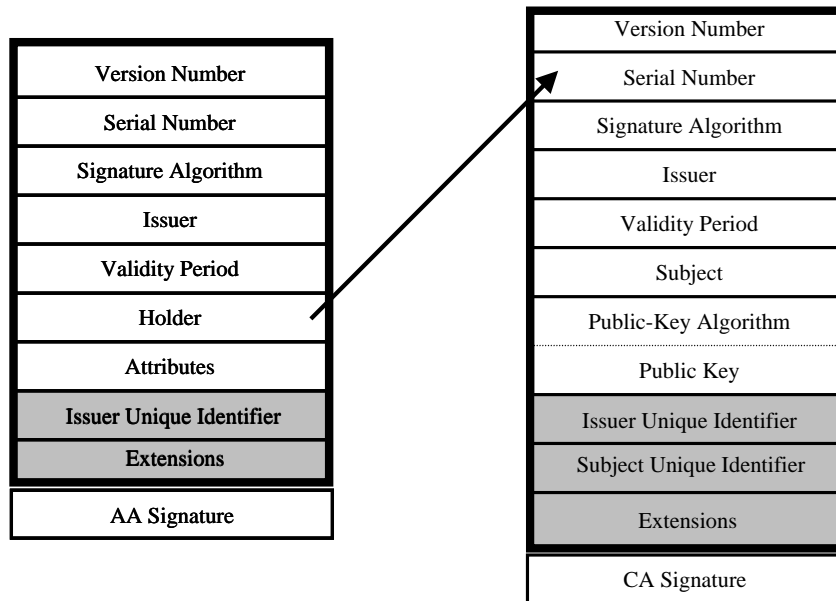 Version Number
Serial Number
Signature Algorithm
Issuer
Validity Period
Holder
Attributes
Issuer Unique Identifier
Extensions
AA Signature
Version Number
Serial Number
Signature Algorithm
Issuer
Validity Period
Subject
Public-Key Algorithm
Public Key
Issuer Unique Identifier
Subject Unique Identifier
Extensions
CA Signature